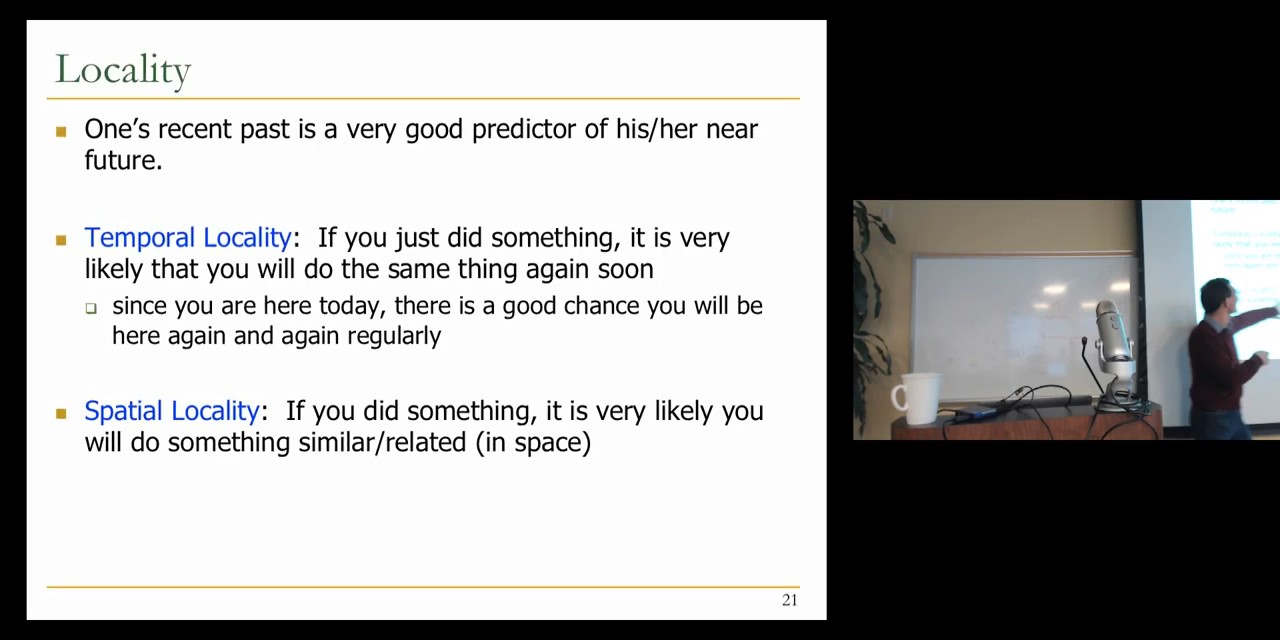 Locality
One's recent past is a very good predictor of his/her near
future.
Temporal Locality: If you just did something, it is very
likely that you will do the same thing again soon
since you are here today, there is a good chance you will be
here again and again regularly
Spatial Locality: If you did something, it is very likely you
will do something similar/related (in space)
21